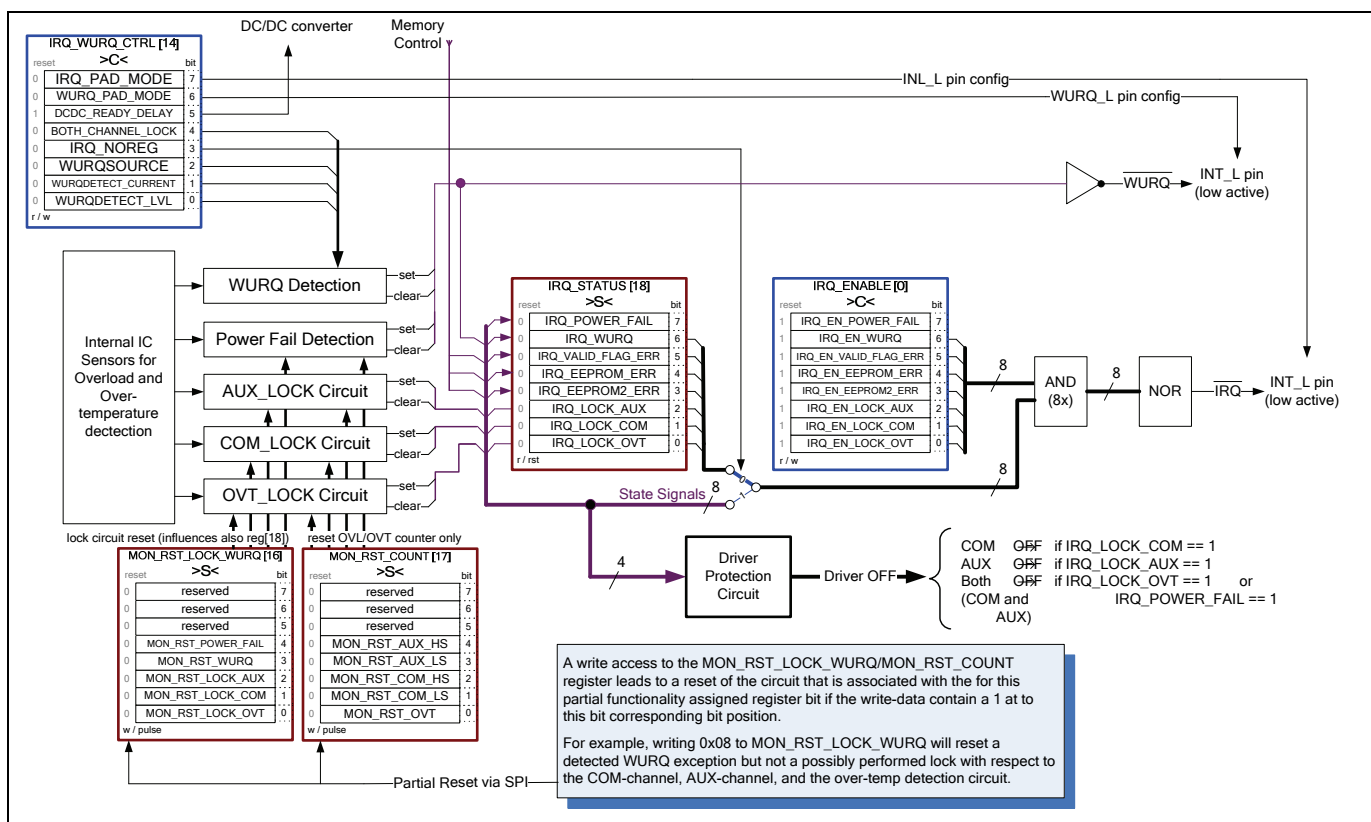 DC/DC converter
Memory
Control
IRQ_WURQ_CTRL [14]
reset >C< bit
0 IRQ_PAD_MODE 7
0 WURQ_PAD_MODE 6
1 DCDC_READY_DELAY 5
0 BOTH_CHANNEL_LOCK 4
0 IRQ_NOREG 3
0 WURQSOURCE 2
0 WURQDETECT_CURRENT 1
0 WURQDETECT_LVL 0
r / w
INL_L pin config
WURQ_L pin config
WURQ
INT_L pin
(low active)
Internal IC
Sensors for
Overload and
Over-
temperature
dectection
WURQ Detection
set
clear
Power Fail Detection
set
clear
AUX_LOCK Circuit
set
clear
COM_LOCK Circuit
set
clear
OVT_LOCK Circuit
set
clear
IRQ_STATUS [18]
reset >S< bit
0 IRQ_POWER_FAIL 7
0 IRQ_WURQ 6
0 IRQ_VALID_FLAG_ERR 5
0 IRQ_EEPROM_ERR 4
0 IRQ_EEPROM2_ERR 3
0 IRQ_LOCK_AUX 2
0 IRQ_LOCK_COM 1
0 IRQ_LOCK_OVT 0
r / rst
IRQ_ENABLE [0]
reset >C< bit
1 IRQ_EN_POWER_FAIL 7
1 IRQ_EN_WURQ 6
1 IRQ_EN_VALID_FLAG_ERR 5
1 IRQ_EN_EEPROM_ERR 4
1 IRQ_EN_EEPROM2_ERR 3
1 IRQ_EN_LOCK_AUX 2
1 IRQ_EN_LOCK_COM 1
1 IRQ_EN_LOCK_OVT 0
r / w
0
1
8
AND
(8x)
8
NOR
IRQ
INT_L pin
(low active)
State Signals
8
8
lock circuit reset (influences also reg[18])
reset OVL/OVT counter only
MON_RST_LOCK_WURQ [16]
reset >S< bit
0 reserved 7
0 reserved 6
0 reserved 5
0 MON_RST_POWER_FAIL 4
0 MON_RST_WURQ 3
0 MON_RST_LOCK_AUX 2
0 MON_RST_LOCK_COM 1
0 MON_RST_LOCK_OVT 0
w / pulse
MON_RST_COUNT [17]
reset >S< bit
0 reserved 7
0 reserved 6
0 reserved 5
0 MON_RST_AUX_HS 4
0 MON_RST_AUX_LS 3
0 MON_RST_COM_HS 2
0 MON_RST_COM_LS 1
0 MON_RST_OVT 0
w / pulse
4
Driver
Protection
Circuit
Driver OFF
COM OFF if IRQ_LOCK_COM == 1
AUX OFF if IRQ_LOCK_AUX == 1
Both OFF if IRQ_LOCK_OVT == 1 or
(COM and IRQ_POWER_FAIL == 1
AUX)
A write access to the MON_RST_LOCK_WURQ/MON_RST_COUNT
register leads to a reset of the circuit that is associated with the for this
partial functionality assigned register bit if the write-data contain a 1 at to
this bit corresponding bit position.
For example, writing 0x08 to MON_RST_LOCK_WURQ will reset a
detected WURQ exception but not a possibly performed lock with respect to
the COM-channel, AUX-channel, and the over-temp detection circuit.
Partial Reset via SPI